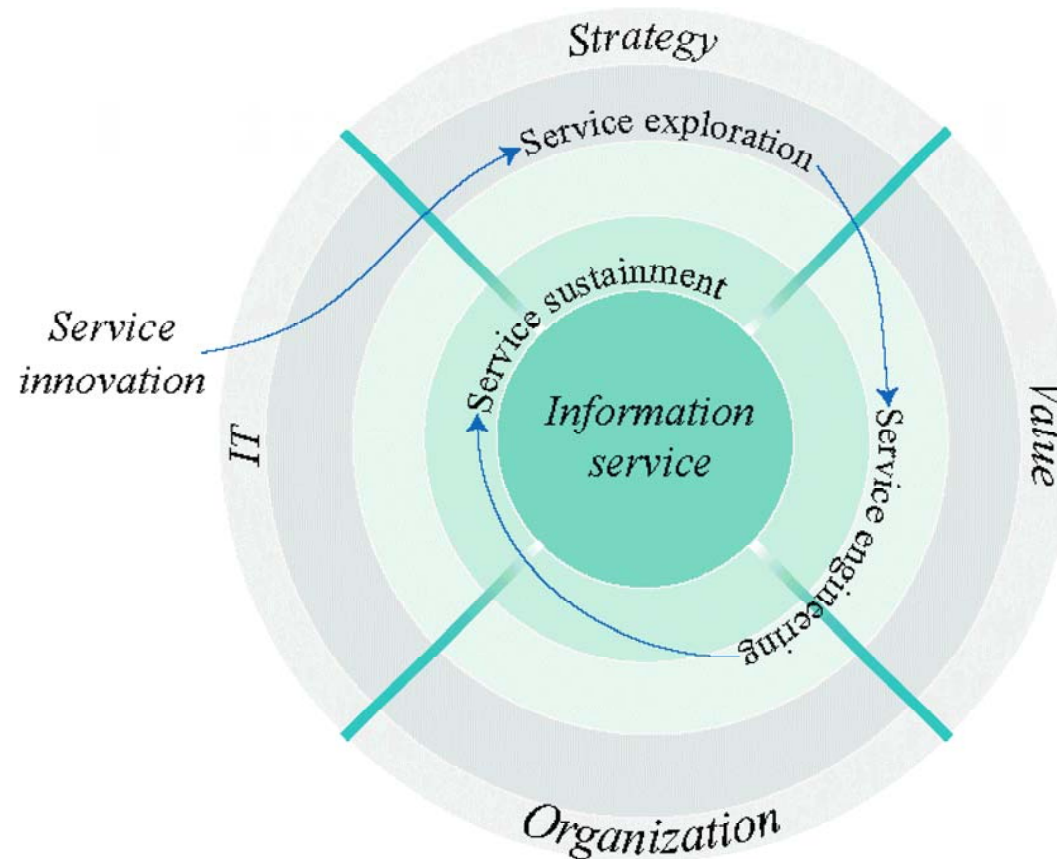 Strategy
Service exploration
Service sustainment
Service
innovation
IT
Information
service
Value
Service engineering
Organization